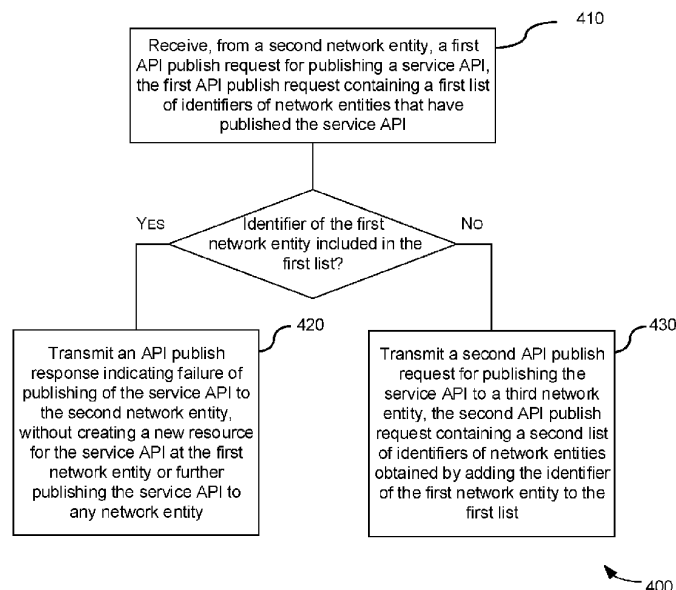 410
Receive, from a second network entity, a first
API publish request for publishing a service API,
the first API publish request containing a first list
of identifiers of network entities that have
published the service API
YES
Identifier of the first
network entity included in the
first list?
NO
420
Transmit an API publish
response indicating failure of
publishing of the service API to
the second network entity,
without creating a new resource
for the service API at the first
network entity or further
publishing the service API to
any network entity
430
Transmit a second API publish
request for publishing the
service API to a third network
entity, the second API publish
request containing a second list
of identifiers of network entities
obtained by adding the identifier
of the first network entity to the
first list
400